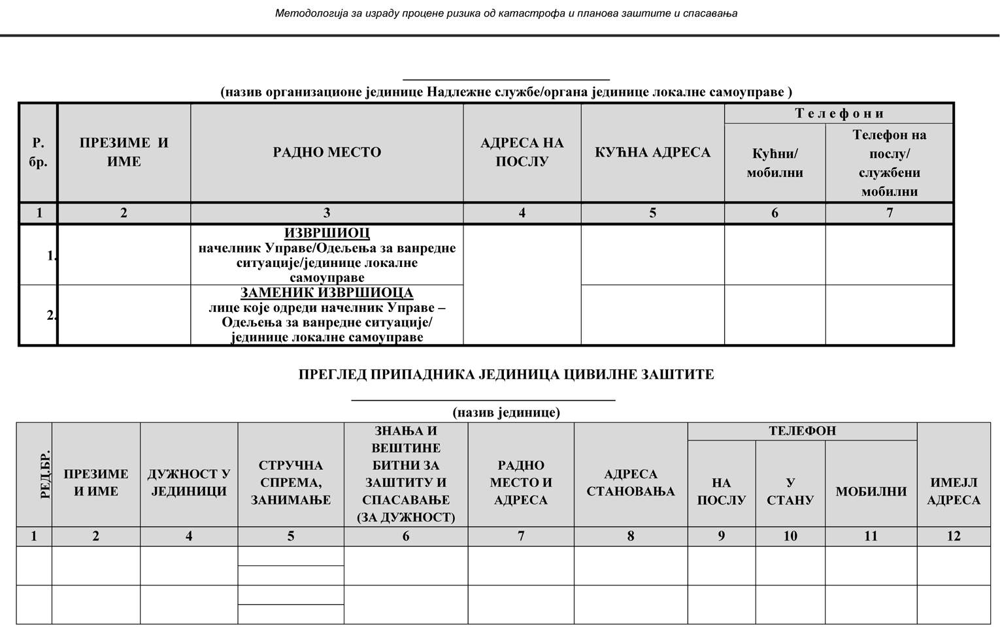 Методологија за израду процене ризика од катастрофа и планова заштите и спасавања
(назив организационе јединице Надлежне службе/органа јединице локалне самоуправе )
Р.
бр.
ПРЕЗИМЕ И
ИМЕ
РАДНО МЕСТО
АДРЕСА НА
ПОСЛУ
КУЋНА АДРЕСА
Т е л е ф о н и
Кућни/
мобилни
Телефон на
послу/
службени
мобилни
1 2 3 4 5 6 7
1.
ИЗВРШИОЦ
начелник Управе/Одељења за ванредне
ситуације/јединице локалне
самоуправе
2.
ЗАМЕНИК ИЗВРШИОЦА
лице које одреди начелник Управе –
Одељења за ванредне ситуације/
јединице локалне самоуправе
ПРЕГЛЕД ПРИПАДНИКА ЈЕДИНИЦА ЦИВИЛНЕ ЗАШТИТЕ
(назив јединице)
РЕД.БР.
ПРЕЗИМЕ
И ИМЕ
ДУЖНОСТ У
ЈЕДИНИЦИ
СТРУЧНА
СПРЕМА,
ЗАНИМАЊЕ
ЗНАЊА И
ВЕШТИНЕ
БИТНИ ЗА
ЗАШТИТУ И
СПАСАВАЊЕ
(ЗА ДУЖНОСТ)
РАДНО
МЕСТО И
АДРЕСА
АДРЕСА
СТАНОВАЊА
ТЕЛЕФОН
НА
ПОСЛУ
У
СТАНУ
МОБИЛНИ
ИМЕЈЛ
АДРЕСА
1 2 4 5 6 7 8 9 10 11 12